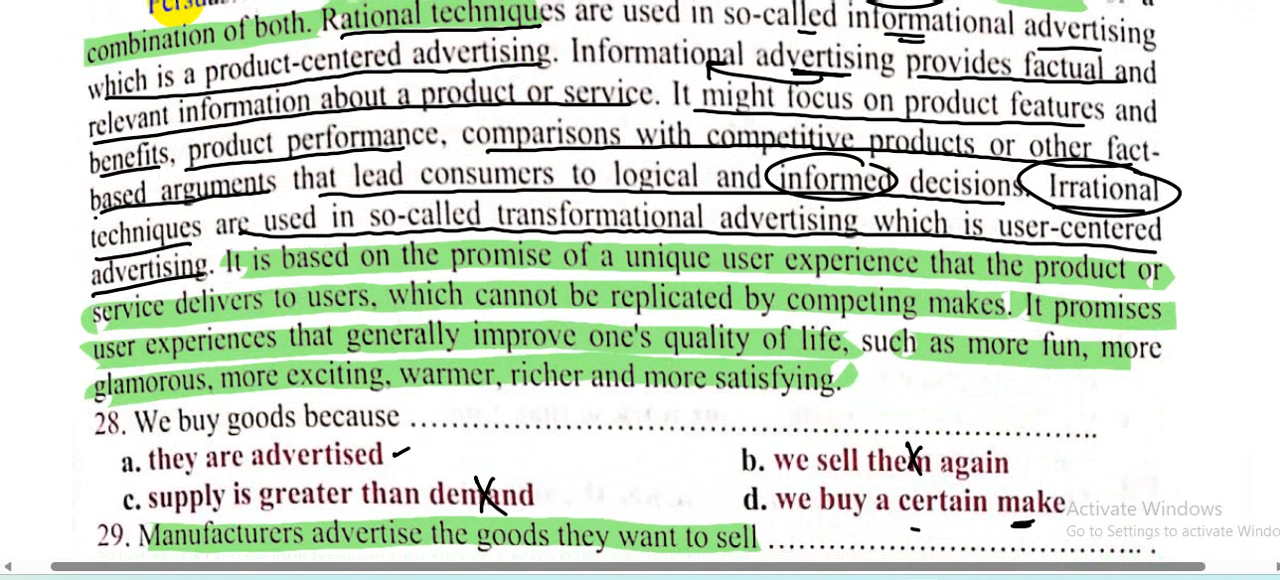 combination of both. Rational techniques are used in so-called informational advertising
which is a product-centered advertising. Informational advertising provides factual and
relevant information about a product or service. It might focus on product features and
benefits, product performance, comparisons with competitive products or other fact-
based arguments that lead consumers to logical and informed decisions. Irrational
techniques are used in so-called transformational advertising which is user-centered
advertising. It is based on the promise of a unique user experience that the product or
service delivers to users, which cannot be replicated by competing makes. It promises
user experiences that generally improve one's quality of life, such as more fun, more
glamorous, more exciting, warmer, richer and more satisfying.
28. We buy goods because ........................................................
a. they are advertised b. we sell them again
c. supply is greater than demand d. we buy a certain make
Activate Windows
Go to Settings to activate Windo
29. Manufacturers advertise the goods they want to sell ........................................